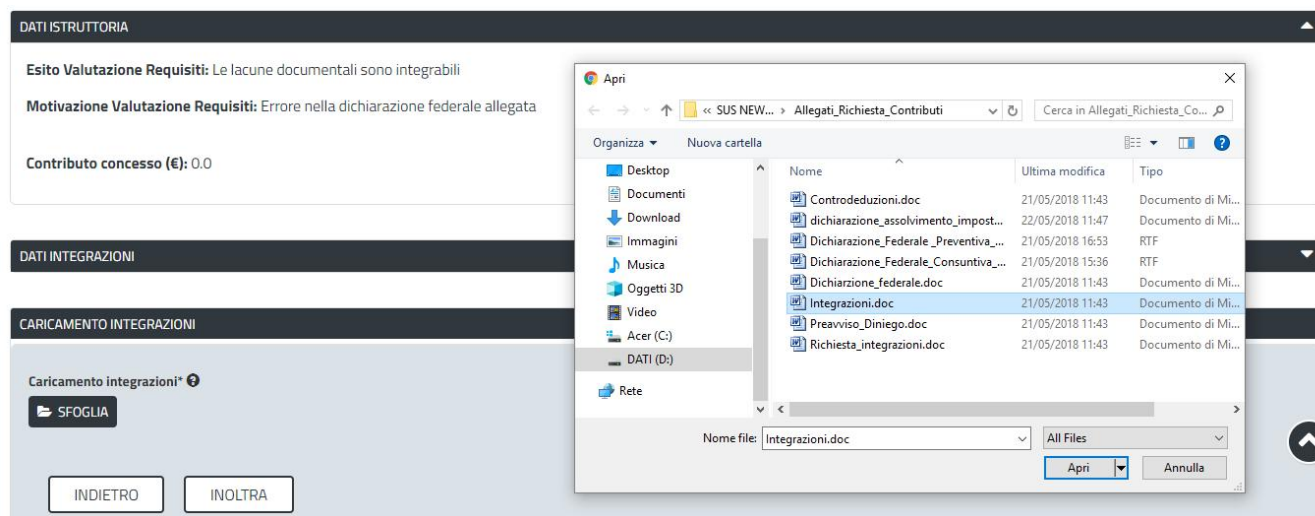 DATI ISTRUTTORIA
Esito Valutazione Requisiti: Le lacune documentali sono integrabili
Motivazione Valutazione Requisiti: Errore nella dichiarazione federale allegata
Contributo concesso (€): 0.0
DATI INTEGRAZIONI
CARICAMENTO INTEGRAZIONI
Caricamento integrazioni*
SFOGLIA
INDIETRO INOLTRA
Apri
« SUS NEW... › Allegati_Richiesta_Contributi
Cerca in Allegati_Richiesta_Co...
Organizza Nuova cartella
Desktop
Documenti
Download
Immagini
Musica
Oggetti 3D
Video
Acer (C:)
DATI (D:)
Rete
Nome Ultima modifica Tipo
Controdeduzioni.doc 21/05/2018 11:43 Documento di Mi...
dichiarazione_assolvimento_impost... 22/05/2018 11:47 Documento di Mi...
Dichiarazione_Federale _Preventiva_... 21/05/2018 16:53 RTF
Dichiarazione_Federale_Consuntiva_... 21/05/2018 15:36 RTF
Dichiarzione_federale.doc 21/05/2018 11:43 Documento di Mi...
Integrazioni.doc 21/05/2018 11:43 Documento di Mi...
Preavviso_Diniego.doc 21/05/2018 11:43 Documento di Mi...
Richiesta_integrazioni.doc 21/05/2018 11:43 Documento di Mi...
Nome file: Integrazioni.doc All Files
Apri Annulla